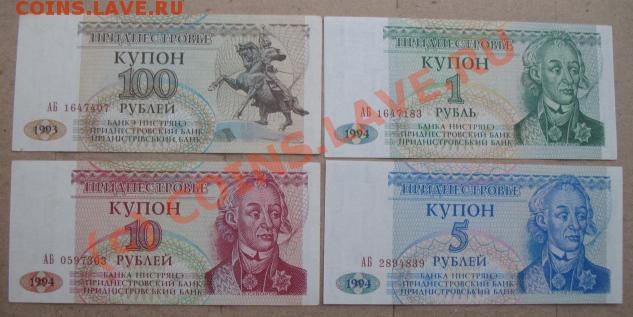 COINS.LAVE.RU
ПРИДНЕСТРОВЬЕ
КУПОН
100
РУБЛЕЙ
АБ 1647407
1993
БАНКА НИСТРЯНЭ
ПРИДНЕСТРОВСКИЙ БАНК
ПРИДНІСТРОВСЬКИЙ БАНК
ПРИДНЕСТРОВЬЕ
КУПОН
1
РУБЛЬ
АБ 1647183
1994
БАНКА НИСТРЯНЭ
ПРИДНЕСТРОВСКИЙ БАНК
ПРИДНІСТРОВСЬКИЙ БАНК
ПРИДНЕСТРОВЬЕ
КУПОН
10
РУБЛЕЙ
АБ 0597363
1994
БАНКА НИСТРЯНЭ
ПРИДНЕСТРОВСКИЙ БАНК
ПРИДНІСТРОВСЬКИЙ БАНК
ПРИДНЕСТРОВЬЕ
КУПОН
5
РУБЛЕЙ
АБ 2894839
1994
БАНКА НИСТРЯНЭ
ПРИДНЕСТРОВСКИЙ БАНК
ПРИДНІСТРОВСЬКИЙ БАНК
(c) COINS.LAVE.RU
COINS.LAVE.RU